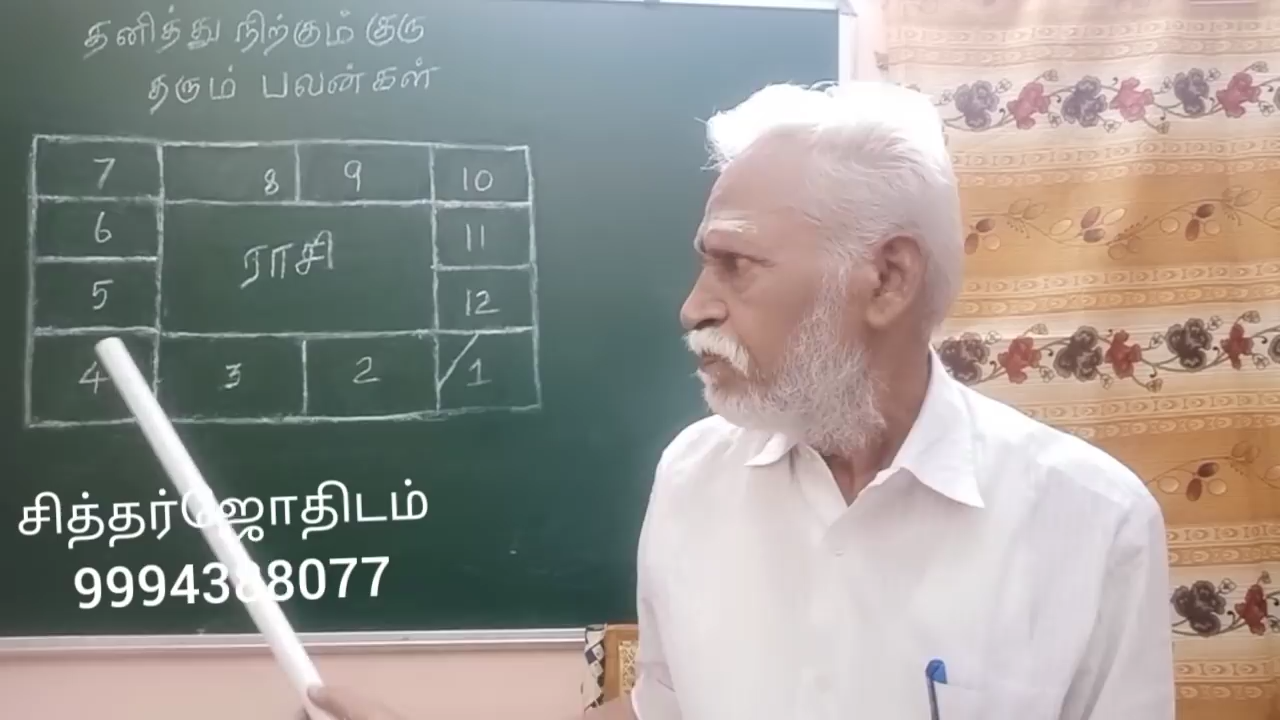 தனித்து நிற்கும் குரு
தரும் பலன்கள்
7 8 9 10
6 ராசி 11
5 12
4 3 2 1
சித்தர்ஜோதிடம்
9994388077